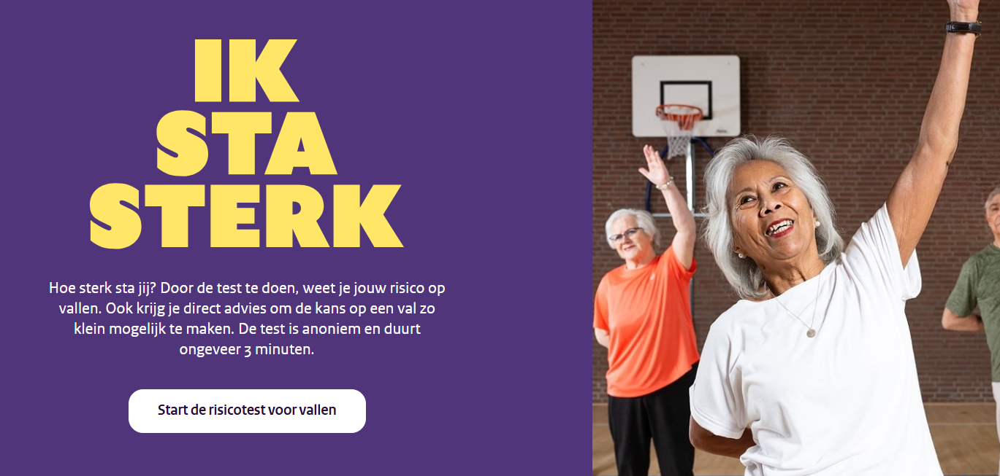 IK
STA
STERK
Hoe sterk sta jij? Door de test te doen, weet je jouw risico op
vallen. Ook krijg je direct advies om de kans op een val zo
klein mogelijk te maken. De test is anoniem en duurt
ongeveer 3 minuten.
Start de risicotest voor vallen